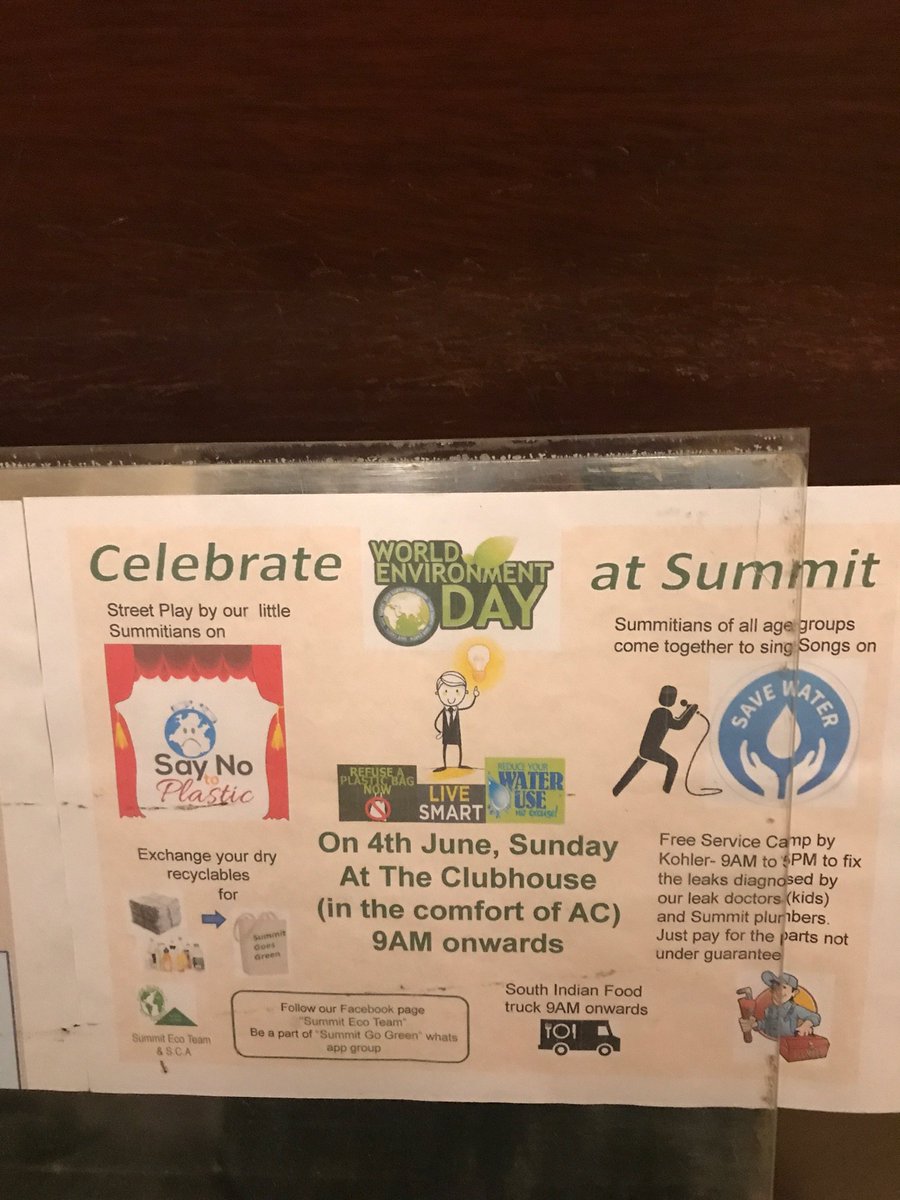 Celebrate
WORLD
ENVIRONMENT
DAY
at Summit
Street Play by our little
Summitians on
Say No
to
Plastic
Summitians of all age groups
come together to sing Songs on
SAVE WATER
REFUSE A
PLASTIC BAG
NOW
LIVE
SMART
REDUCE YOUR
WATER
USE
On 4th June, Sunday
At The Clubhouse
(in the comfort of AC)
9AM onwards
Exchange your dry
recyclables
for
Summit
Goes
Green
Free Service Camp by
Kohler- 9AM to 5PM to fix
the leaks diagnosed by
our leak doctors (kids)
and Summit plumbers.
Just pay for the parts not
under guarantee
Summit Eco Team
& S.C.A
Follow our Facebook page
"Summit Eco Team"
Be a part of "Summit Go Green" whats
app group
South Indian Food
truck 9AM onwards